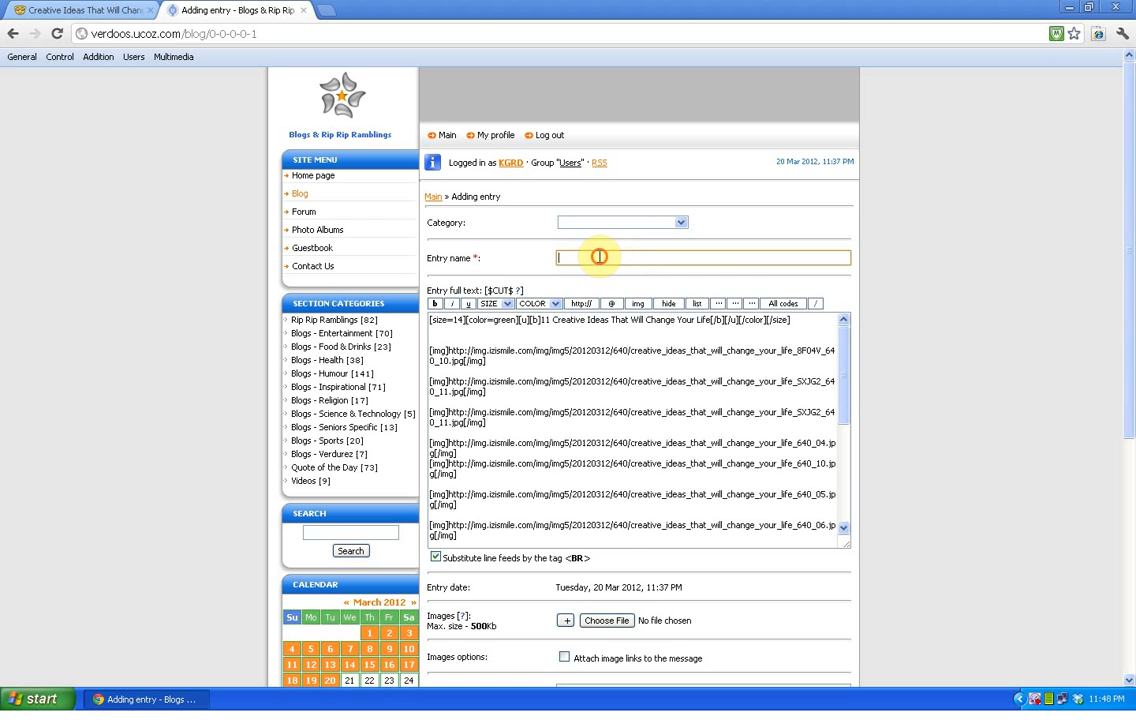 Creative Ideas That Will Chan
Adding entry - Blogs & Rip Rip
verdoos.ucoz.com/blog/0-0-0-0-1
General Control Addition Users Multimedia
Blogs & Rip Rip Ramblings
Main My profile Log out
Logged in as KGRD · Group "Users" · RSS
20 Mar 2012, 11:37 PM
SITE MENU
Home page
Blog
Forum
Photo Albums
Guestbook
Contact Us
SECTION CATEGORIES
Rip Rip Ramblings [82]
Blogs - Entertainment [70]
Blogs - Food & Drinks [23]
Blogs - Health [38]
Blogs - Humour [141]
Blogs - Inspirational [71]
Blogs - Religion [17]
Blogs - Science & Technology [5]
Blogs - Seniors Specific [13]
Blogs - Sports [20]
Blogs - Verdurez [7]
Quote of the Day [73]
Videos [9]
SEARCH
Search
CALENDAR
« March 2012 »
Su Mo Tu We Th Fr Sa
1 2 3
4 5 6 7 8 9 10
11 12 13 14 15 16 17
18 19 20 21 22 23 24
Main » Adding entry
Category:
Entry name *:
Entry full text: [$CUT$ ?]
b i u SIZE COLOR http:// @ img hide list ... ... ... All codes /
[size=14][color=green][u][b]11 Creative Ideas That Will Change Your Life[/b][/u][/color][/size]
[img]http://img.izismile.com/img/img5/20120312/640/creative_ideas_that_will_change_your_life_8F04V_64
0_10.jpg[/img]
[img]http://img.izismile.com/img/img5/20120312/640/creative_ideas_that_will_change_your_life_SXJG2_6
40_11.jpg[/img]
[img]http://img.izismile.com/img/img5/20120312/640/creative_ideas_that_will_change_your_life_SXJG2_6
40_11.jpg[/img]
[img]http://img.izismile.com/img/img5/20120312/640/creative_ideas_that_will_change_your_life_640_04.jp
g[/img]
[img]http://img.izismile.com/img/img5/20120312/640/creative_ideas_that_will_change_your_life_640_10.jp
g[/img]
[img]http://img.izismile.com/img/img5/20120312/640/creative_ideas_that_will_change_your_life_640_05.jp
g[/img]
[img]http://img.izismile.com/img/img5/20120312/640/creative_ideas_that_will_change_your_life_640_06.jp
g[/img]
Substitute line feeds by the tag <BR>
Entry date: Tuesday, 20 Mar 2012, 11:37 PM
Images [?]:
Max. size - 500Kb
+ Choose File No file chosen
Images options: Attach image links to the message
start
Adding entry - Blogs ...
11:48 PM